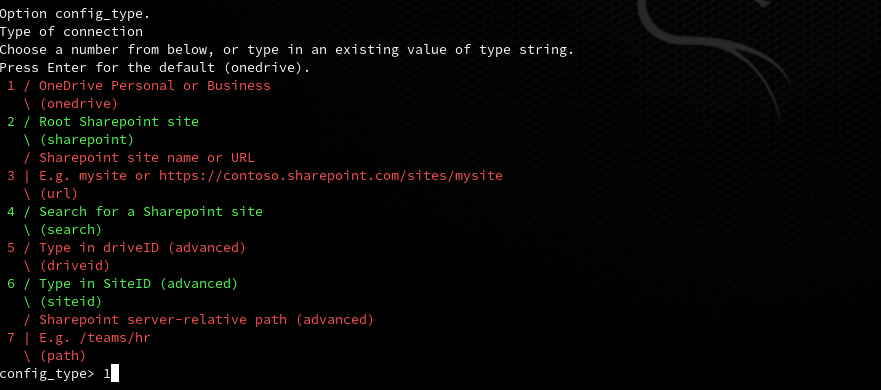 Option config_type.
Type of connection
Choose a number from below, or type in an existing value of type string.
Press Enter for the default (onedrive).
 1 / OneDrive Personal or Business
   \ (onedrive)
 2 / Root Sharepoint site
   \ (sharepoint)
   / Sharepoint site name or URL
 3 | E.g. mysite or https://contoso.sharepoint.com/sites/mysite
   \ (url)
 4 / Search for a Sharepoint site
   \ (search)
 5 / Type in driveID (advanced)
   \ (driveid)
 6 / Type in SiteID (advanced)
   \ (siteid)
   / Sharepoint server-relative path (advanced)
 7 | E.g. /teams/hr
   \ (path)
config_type> 1